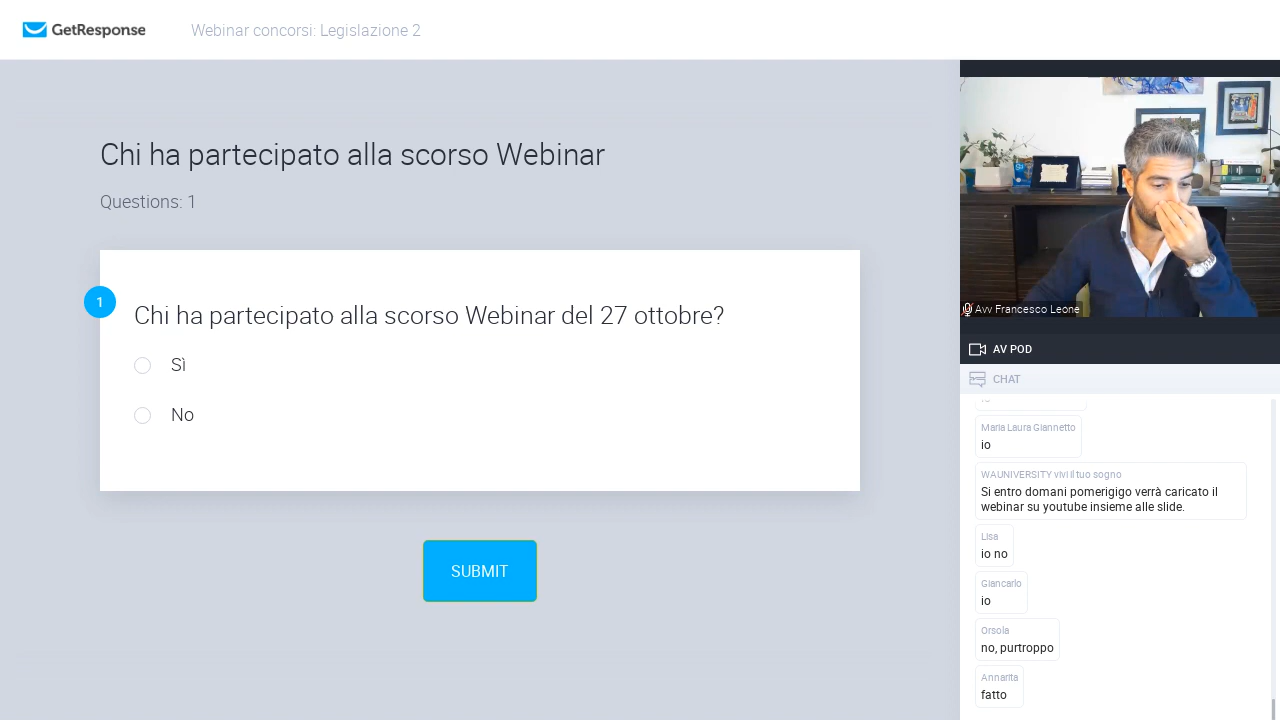 GetResponse
Webinar concorsi: Legislazione 2
Chi ha partecipato alla scorso Webinar
Questions: 1
1
Chi ha partecipato alla scorso Webinar del 27 ottobre?
Sì
No
SUBMIT
Avv Francesco Leone
AV POD
CHAT
Maria Laura Giannetto
io
WAUNIVERSITY vivi il tuo sogno
Si entro domani pomerigigo verrà caricato il
webinar su youtube insieme alle slide.
Lisa
io no
Giancarlo
io
Orsola
no, purtroppo
Annarita
fatto